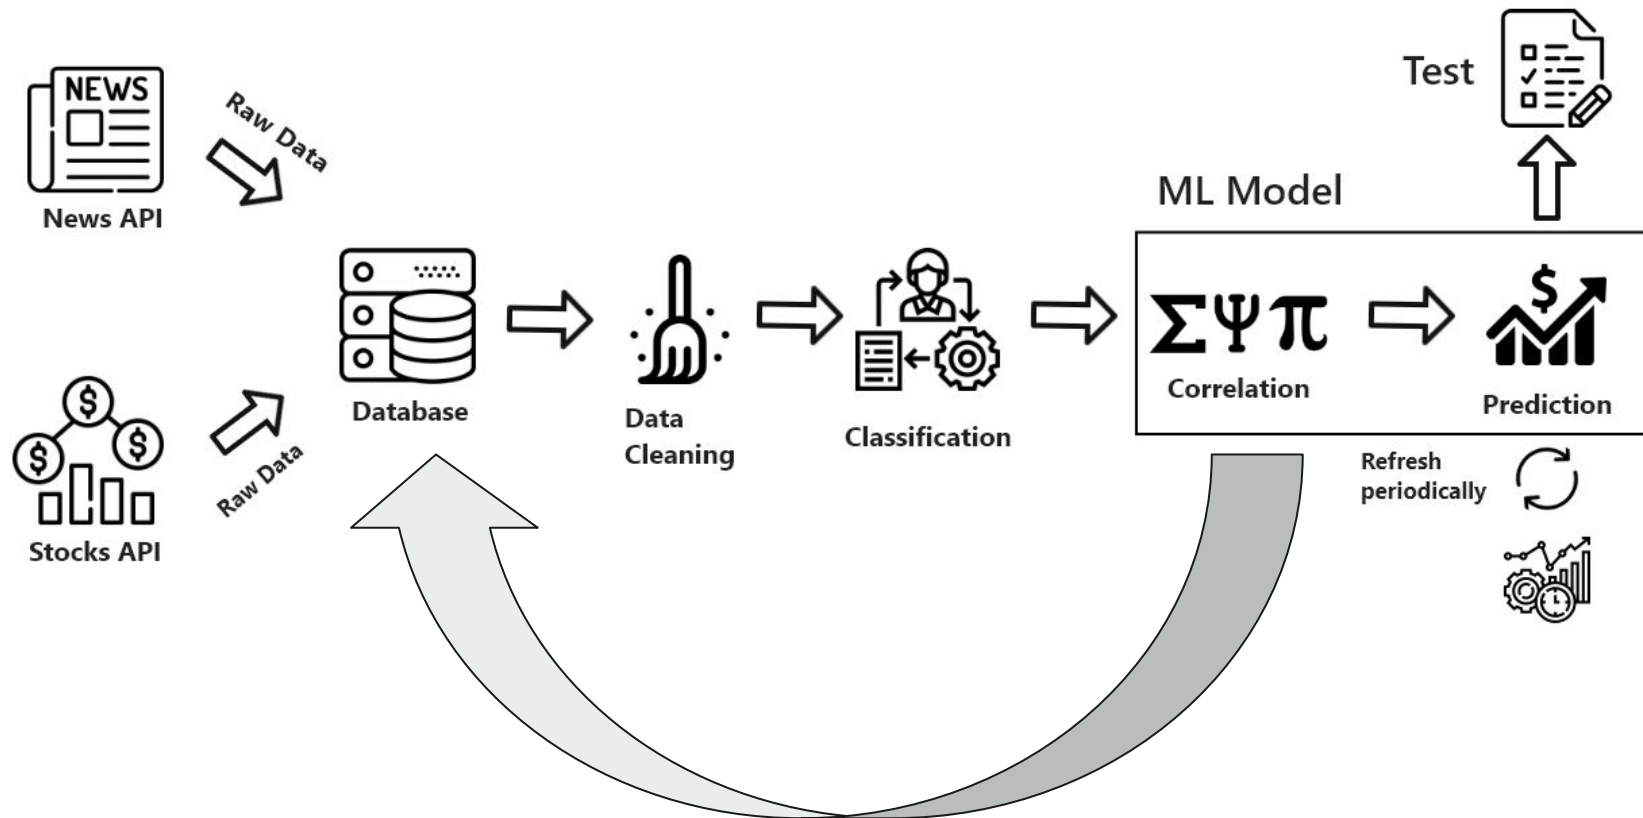 NEWS
News API
Raw Data
$
$
$
Stocks API
Raw Data
Database
Data
Cleaning
Classification
ML Model
ΣΨπ
Correlation
$
Prediction
Test
Refresh
periodically